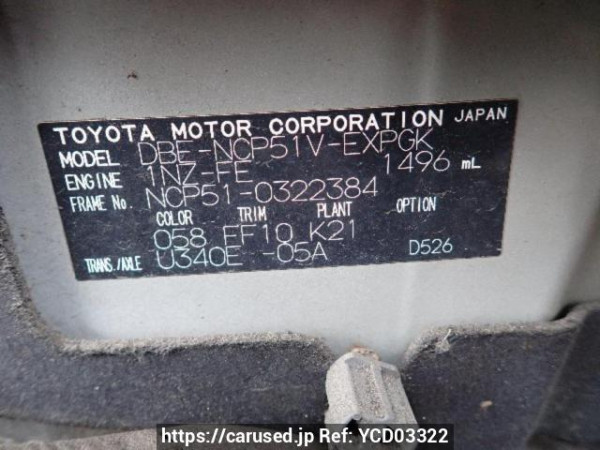 TOYOTA MOTOR CORPORATION JAPAN
MODEL DBE-NCP51V-EXPGK
ENGINE 1NZ-FE 1496 mL
FRAME No. NCP51-0322384
COLOR TRIM PLANT OPTION
058 FF10 K21
TRANS./AXLE U340E -05A D526
https://carused.jp Ref: YCD03322